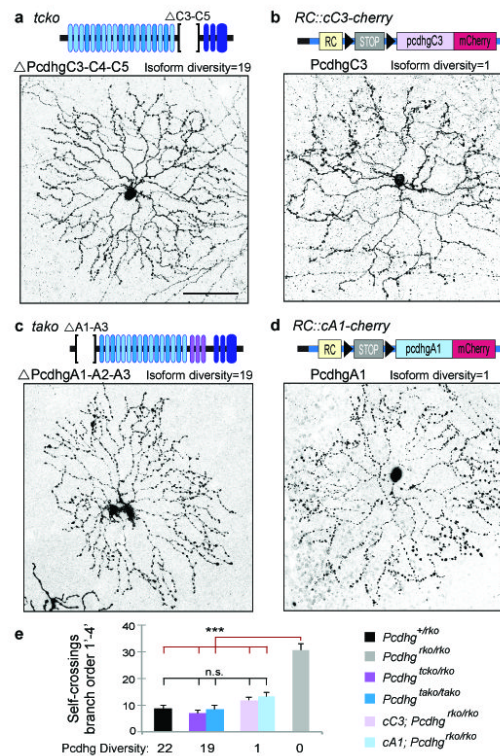 a tcko △C3-C5
△PcdhgC3-C4-C5 Isoform diversity=19
b RC::cC3-cherry
RC STOP pcdhgC3 mCherry
PcdhgC3 Isoform diversity=1
c tako △A1-A3
△PcdhgA1-A2-A3 Isoform diversity=19
d RC::cA1-cherry
RC STOP pcdhgA1 mCherry
PcdhgA1 Isoform diversity=1
e
Self-crossings
branch order 1'-4'
40
30
20
10
0
***
n.s.
Pcdhg Diversity: 22 19 1 0
Pcdhg+/rko
Pcdhgrko/rko
Pcdhgtcko/rko
Pcdhgtako/tako
cC3; Pcdhgrko/rko
cA1; Pcdhgrko/rko